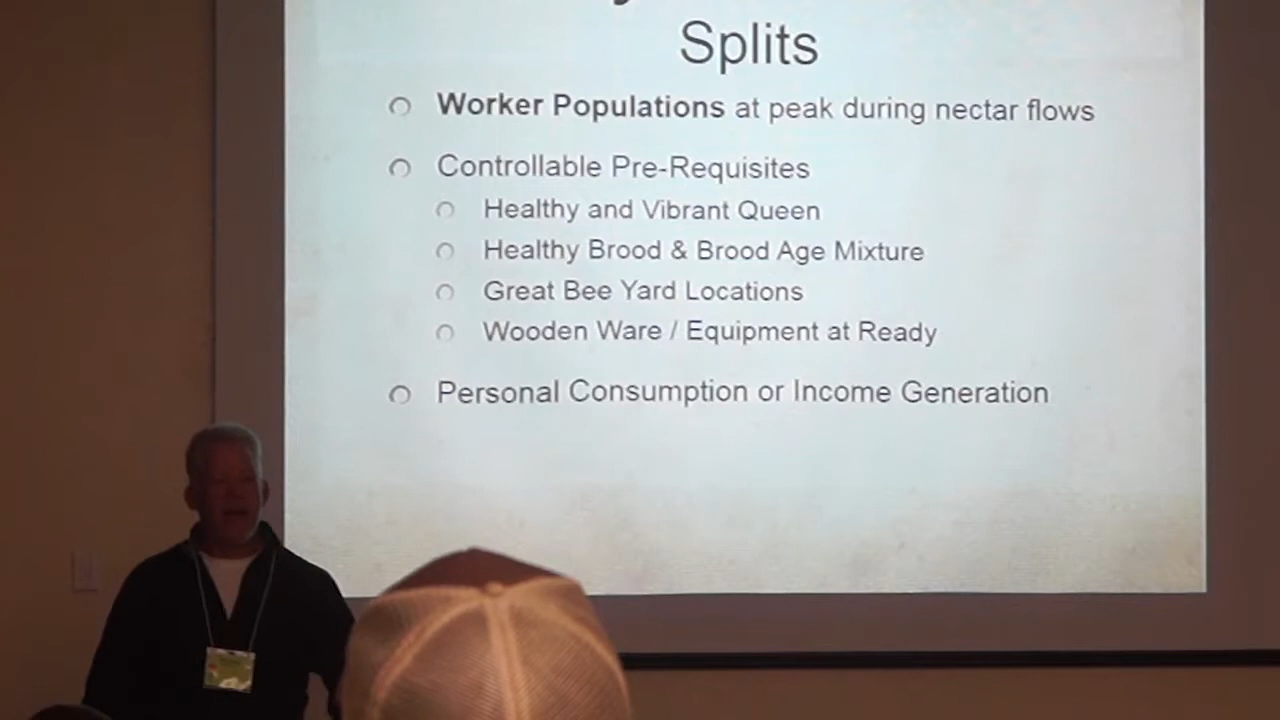 Splits
Worker Populations at peak during nectar flows
Controllable Pre-Requisites
Healthy and Vibrant Queen
Healthy Brood & Brood Age Mixture
Great Bee Yard Locations
Wooden Ware / Equipment at Ready
Personal Consumption or Income Generation